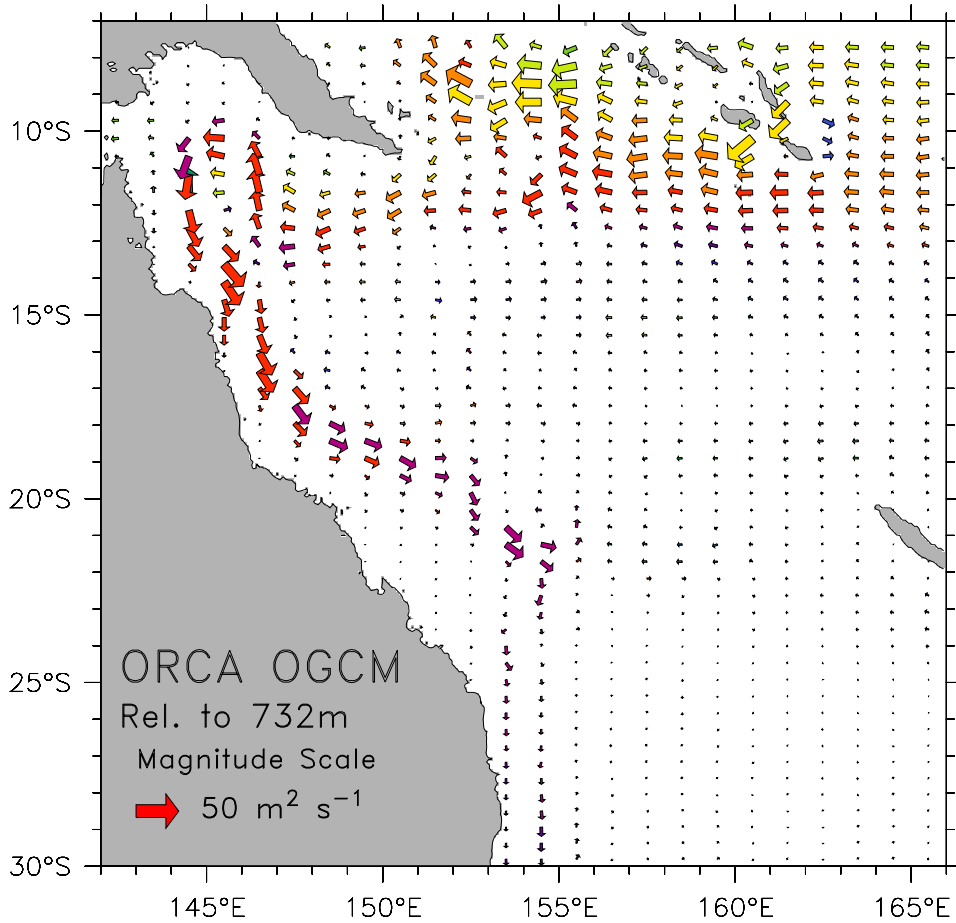 10°S
15°S
20°S
25°S
30°S
ORCA OGCM
Rel. to 732m
Magnitude Scale
50 m² s⁻¹
145°E 150°E 155°E 160°E 165°E